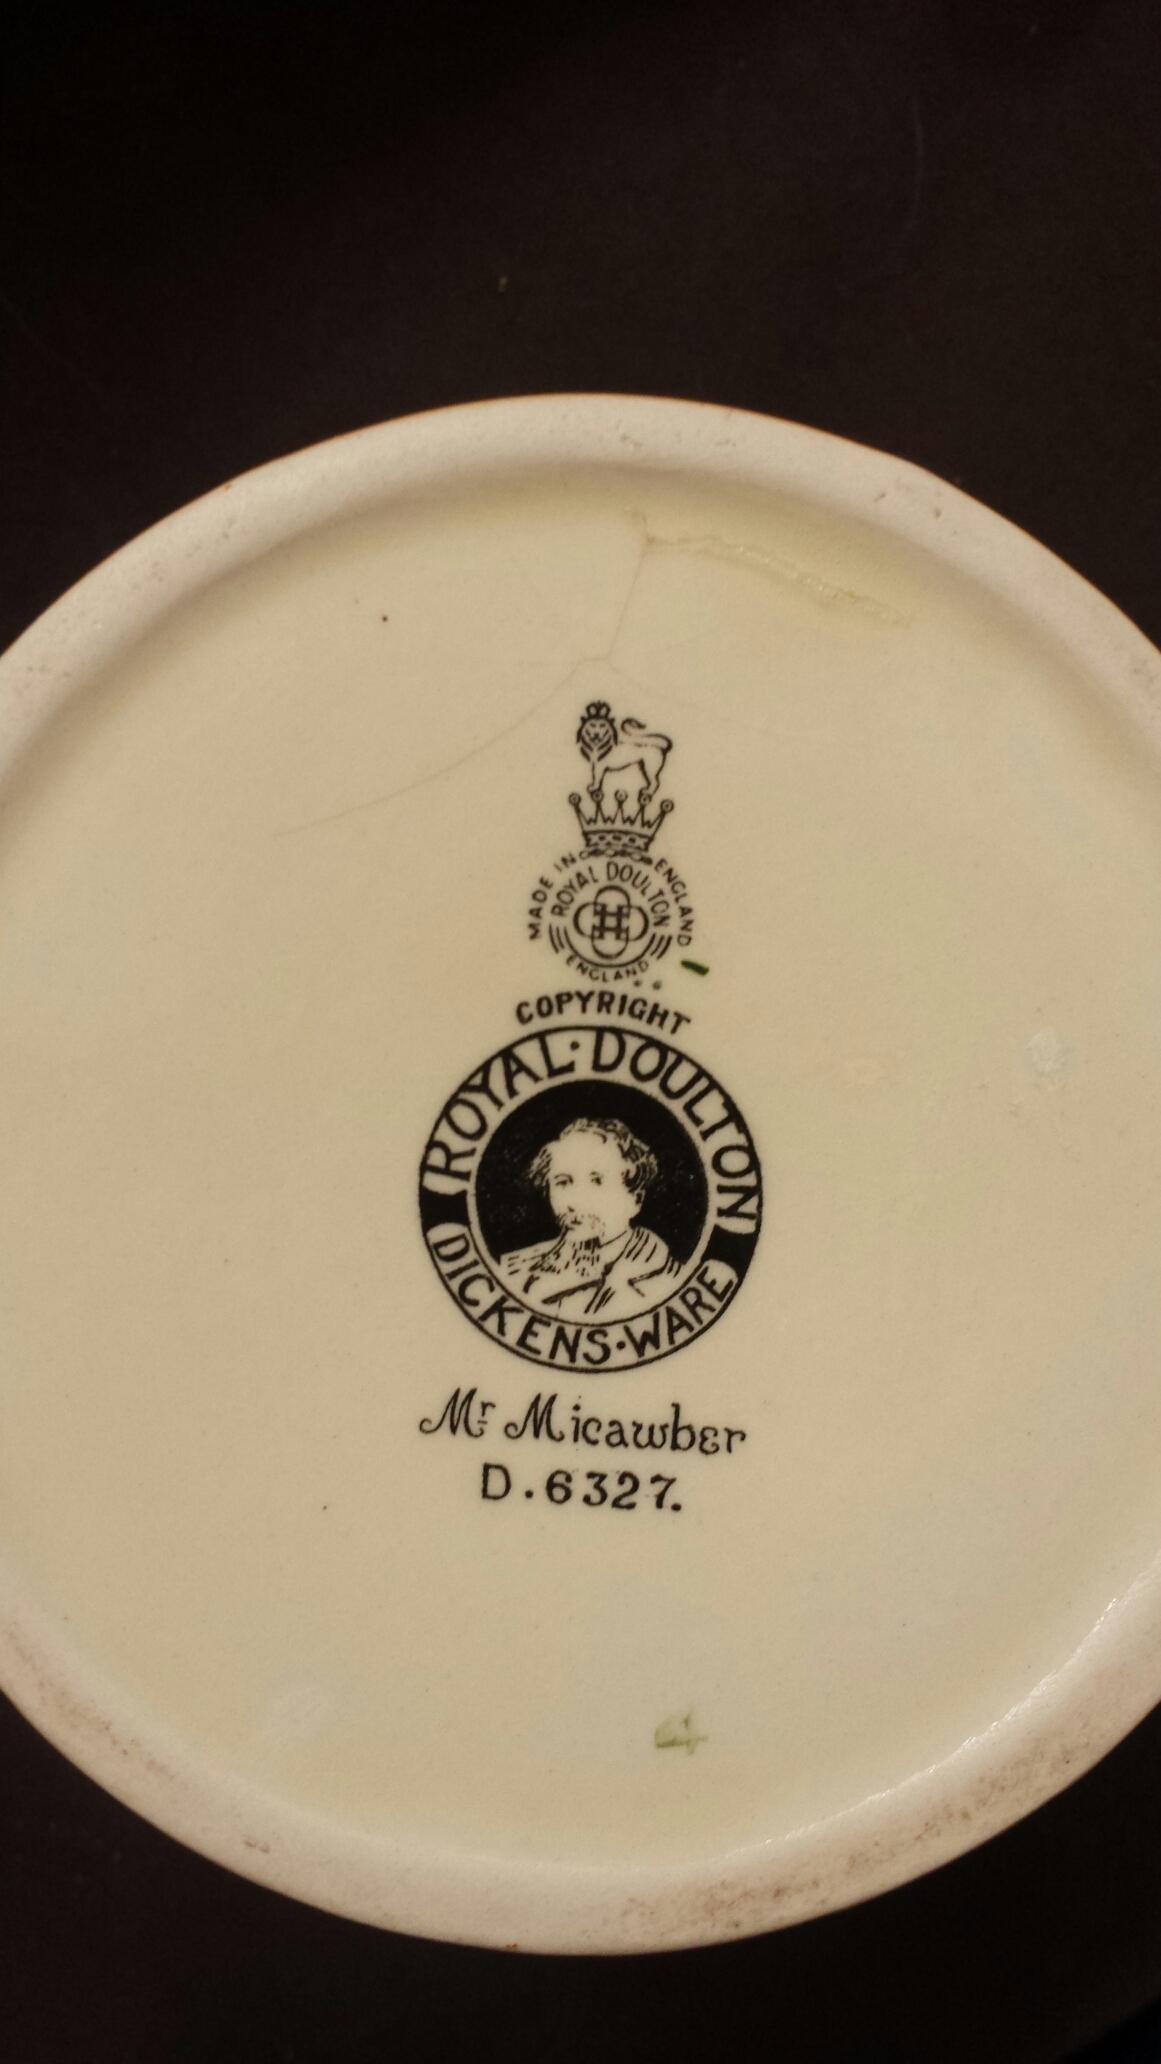 MADE IN ENGLAND
ROYAL DOULTON
ENGLAND
COPYRIGHT
ROYAL·DOULTON
DICKENS·WARE
Mr Micawber
D.6327.